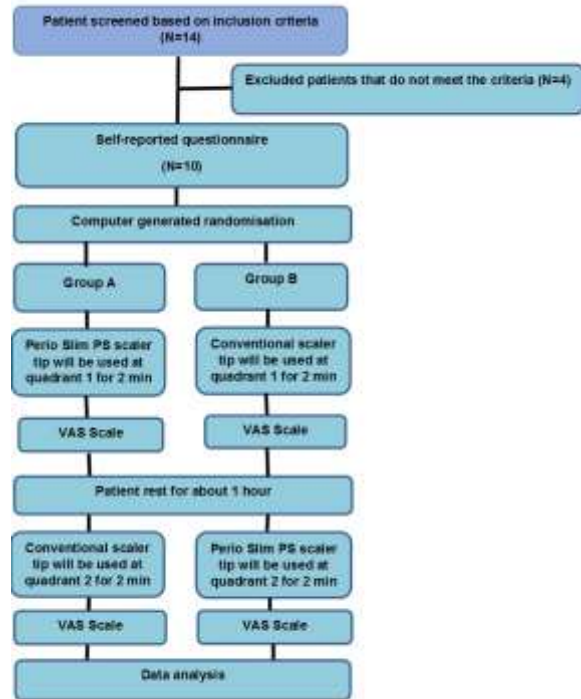 Patient screened based on inclusion criteria
(N=14)
Excluded patients that do not meet the criteria (N=4)
Self-reported questionnaire
(N=10)
Computer generated randomisation
Group A
Group B
Perio Slim PS scaler
tip will be used at
quadrant 1 for 2 min
Conventional scaler
tip will be used at
quadrant 1 for 2 min
VAS Scale
VAS Scale
Patient rest for about 1 hour
Conventional scaler
tip will be used at
quadrant 2 for 2 min
Perio Slim PS scaler
tip will be used at
quadrant 2 for 2 min
VAS Scale
VAS Scale
Data analysis